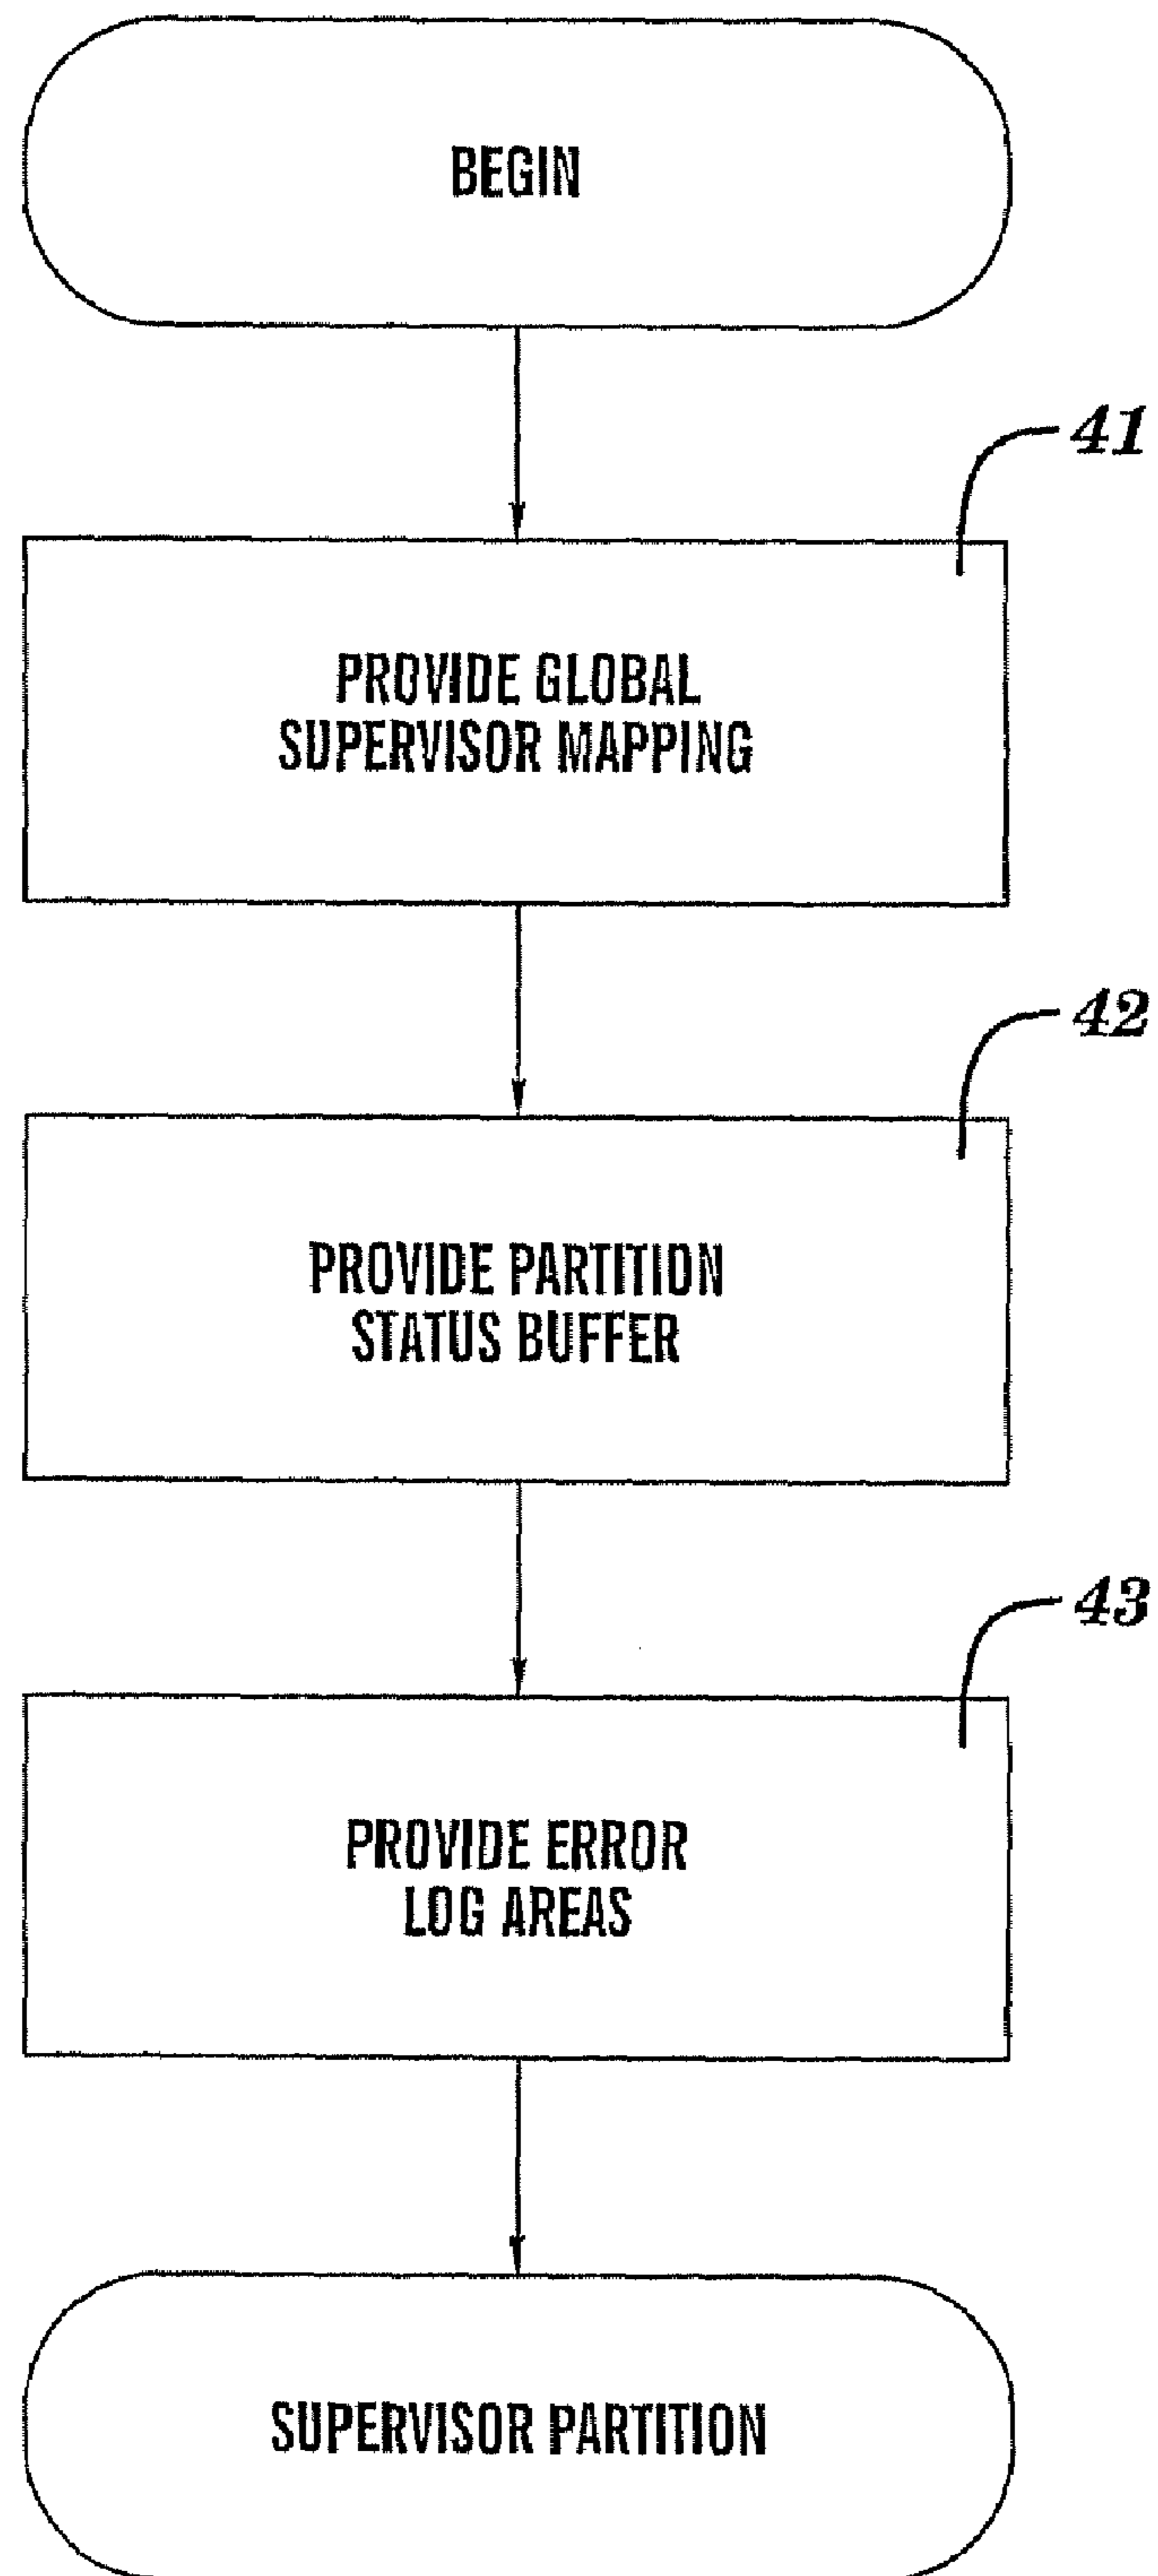 BEGIN
41
PROVIDE GLOBAL
SUPERVISOR MAPPING
42
PROVIDE PARTITION
STATUS BUFFER
43
PROVIDE ERROR
LOG AREAS
SUPERVISOR PARTITION